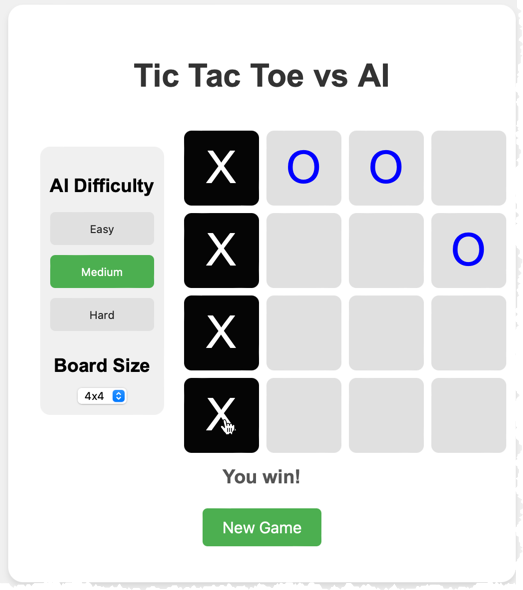 Tic Tac Toe vs AI
AI Difficulty
Easy
Medium
Hard
Board Size
4x4
X O O
X O
X
X
You win!
New Game